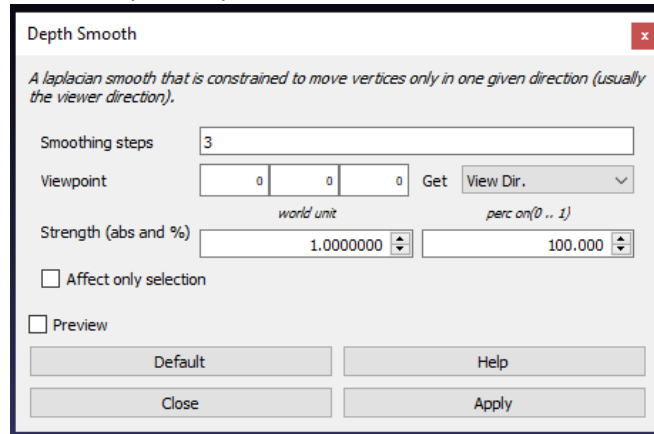 Depth Smooth
x
A laplacian smooth that is constrained to move vertices only in one given direction (usually
the viewer direction).
Smoothing steps 3
Viewpoint 0 0 0 Get View Dir.
world unit perc on(0 .. 1)
Strength (abs and %) 1.0000000 100.000
Affect only selection
Preview
Default Help
Close Apply